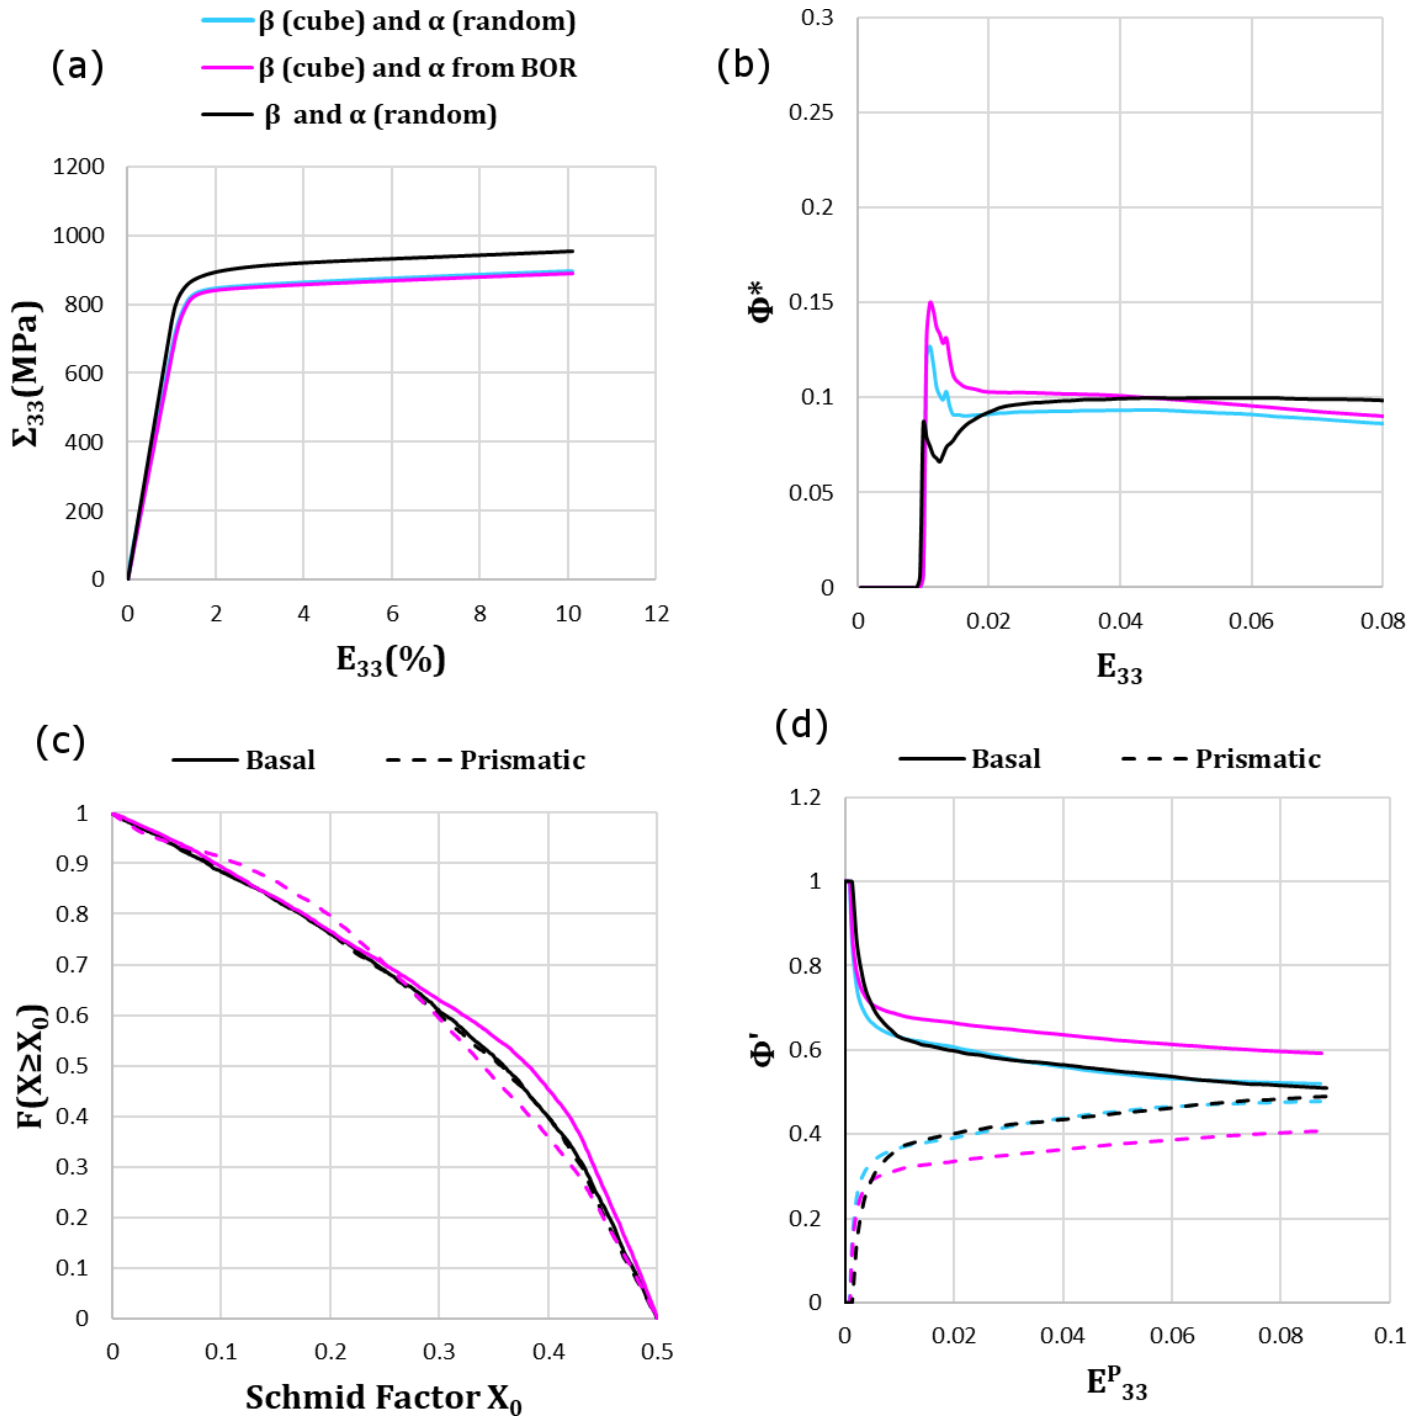 β (cube) and α (random)
β (cube) and α from BOR
β and α (random)
(a)
1200
1000
800
600
400
200
0
0 2 4 6 8 10 12
Σ33(MPa)
E33(%)
(b)
0.3
0.25
0.2
0.15
0.1
0.05
0
0 0.02 0.04 0.06 0.08
Φ*
E33
(c)
Basal Prismatic
1
0.9
0.8
0.7
0.6
0.5
0.4
0.3
0.2
0.1
0
0 0.1 0.2 0.3 0.4 0.5
F(X≥X0)
Schmid Factor X0
(d)
Basal Prismatic
1.2
1
0.8
0.6
0.4
0.2
0
0 0.02 0.04 0.06 0.08 0.1
Φ'
E^P33